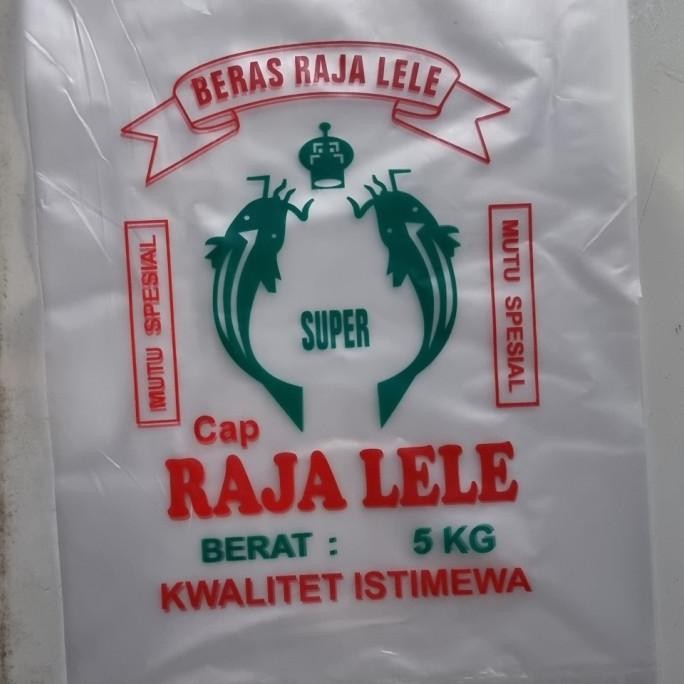 BERAS RAJA LELE
MUTU SPESIAL
SUPER
MUTU SPESIAL
Cap
RAJA LELE
BERAT : 5 KG
KWALITET ISTIMEWA